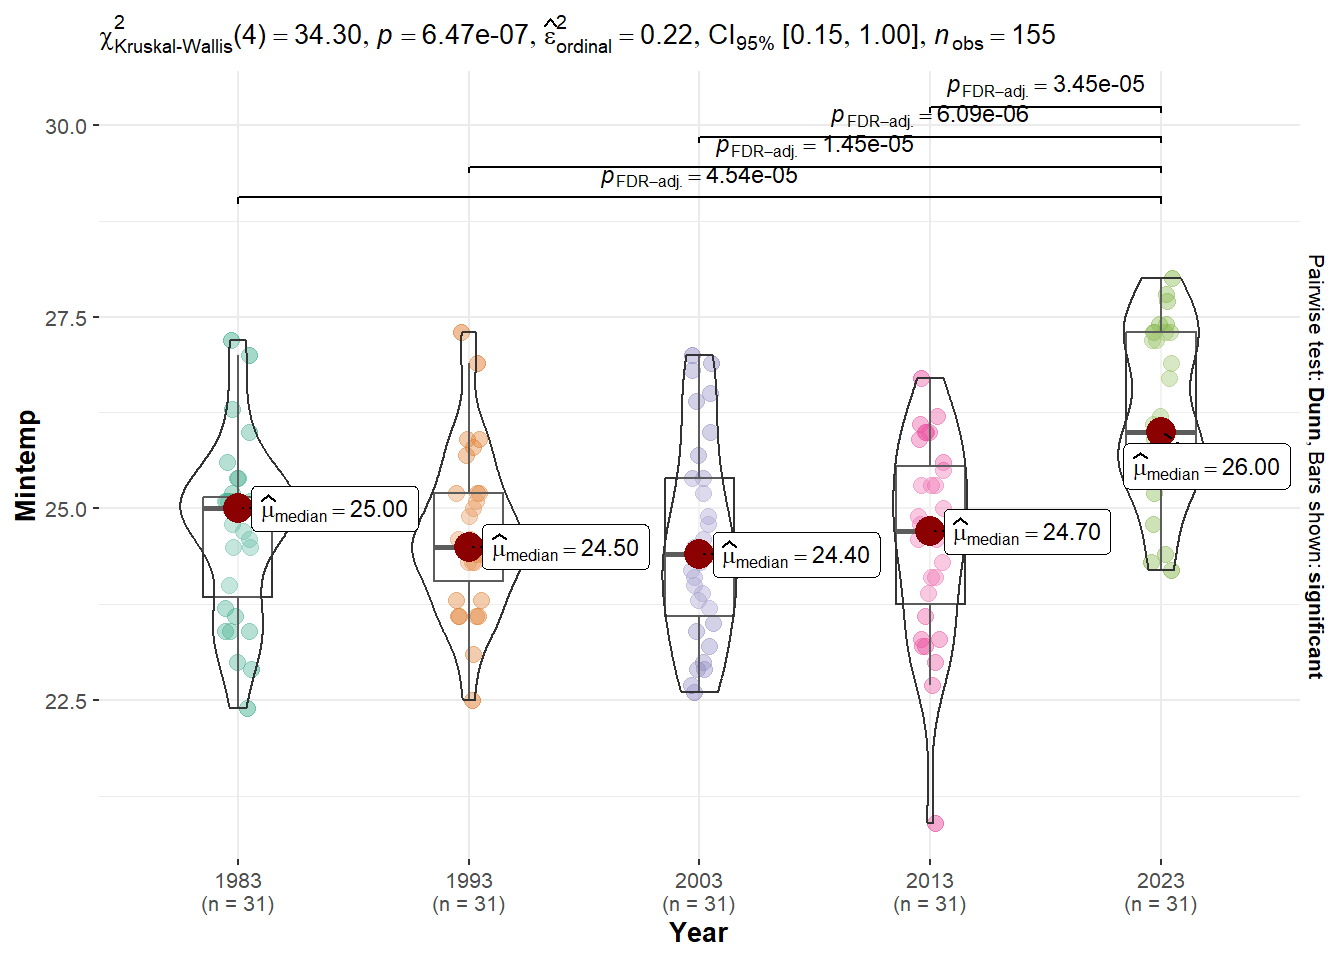 χ²Kruskal-Wallis(4) = 34.30, p = 6.47e-07, ε̂²ordinal = 0.22, CI95% [0.15, 1.00], nobs = 155
pFDR–adj. = 3.45e-05
pFDR–adj. = 6.09e-06
pFDR–adj. = 1.45e-05
pFDR–adj. = 4.54e-05
30.0
27.5
25.0
22.5
Mintemp
μ̂median = 25.00
μ̂median = 24.50
μ̂median = 24.40
μ̂median = 24.70
μ̂median = 26.00
Pairwise test: Dunn, Bars shown: significant
1983
(n = 31)
1993
(n = 31)
2003
(n = 31)
2013
(n = 31)
2023
(n = 31)
Year